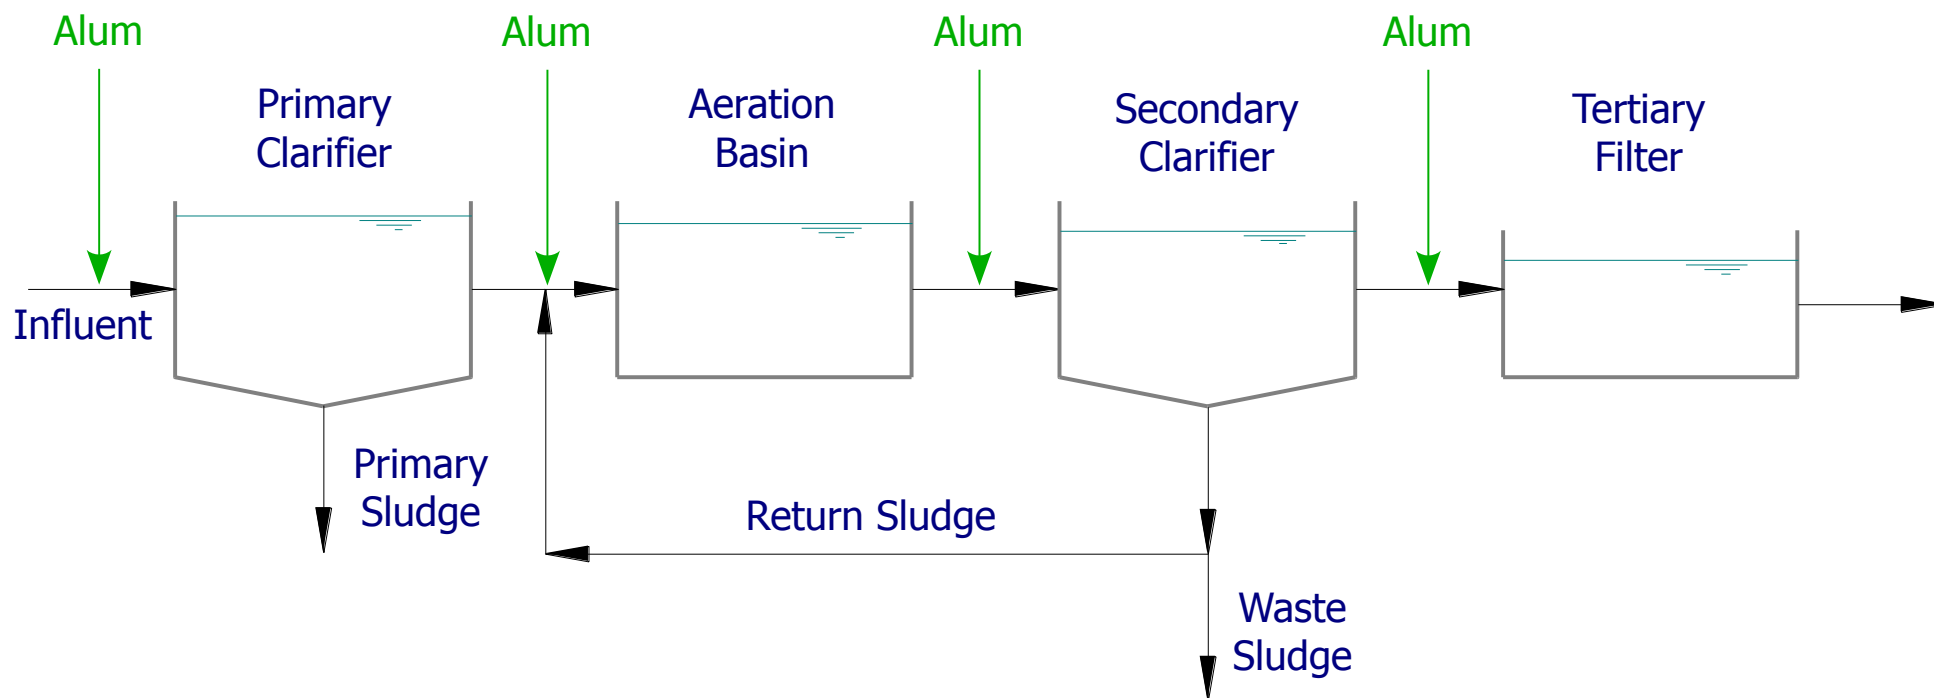 Alum
Alum
Alum
Alum
Primary
Clarifier
Aeration
Basin
Secondary
Clarifier
Tertiary
Filter
Influent
Primary
Sludge
Return Sludge
Waste
Sludge